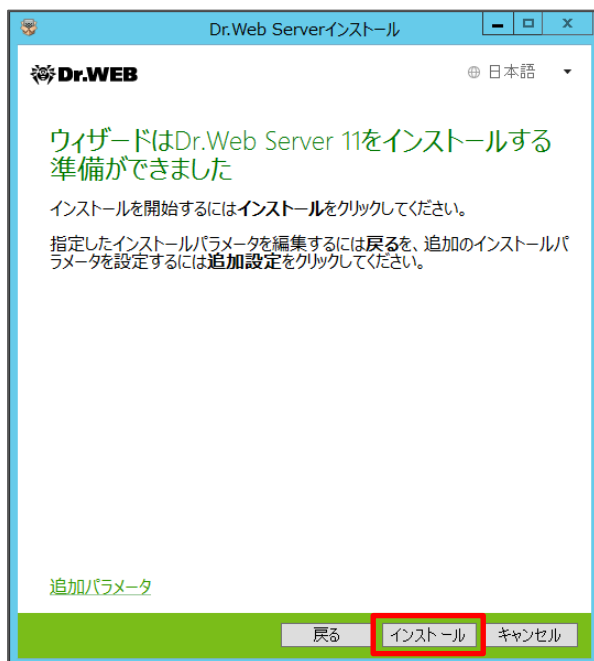 Dr.Web Serverインストール
Dr.WEB
日本語
ウィザードはDr.Web Server 11をインストールする
準備ができました
インストールを開始するにはインストールをクリックしてください。
指定したインストールパラメータを編集するには戻るを、追加のインストールパ
ラメータを設定するには追加設定をクリックしてください。
追加パラメータ
戻る インストール キャンセル